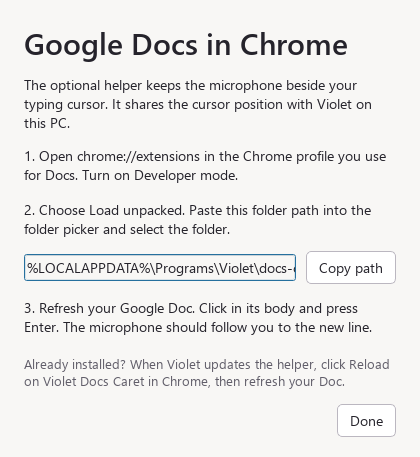 Google Docs in Chrome
The optional helper keeps the microphone beside your
typing cursor. It shares the cursor position with Violet on
this PC.
1. Open chrome://extensions in the Chrome profile you use
for Docs. Turn on Developer mode.
2. Choose Load unpacked. Paste this folder path into the
folder picker and select the folder.
%LOCALAPPDATA%\Programs\Violet\docs-
Copy path
3. Refresh your Google Doc. Click in its body and press
Enter. The microphone should follow you to the new line.
Already installed? When Violet updates the helper, click Reload
on Violet Docs Caret in Chrome, then refresh your Doc.
Done